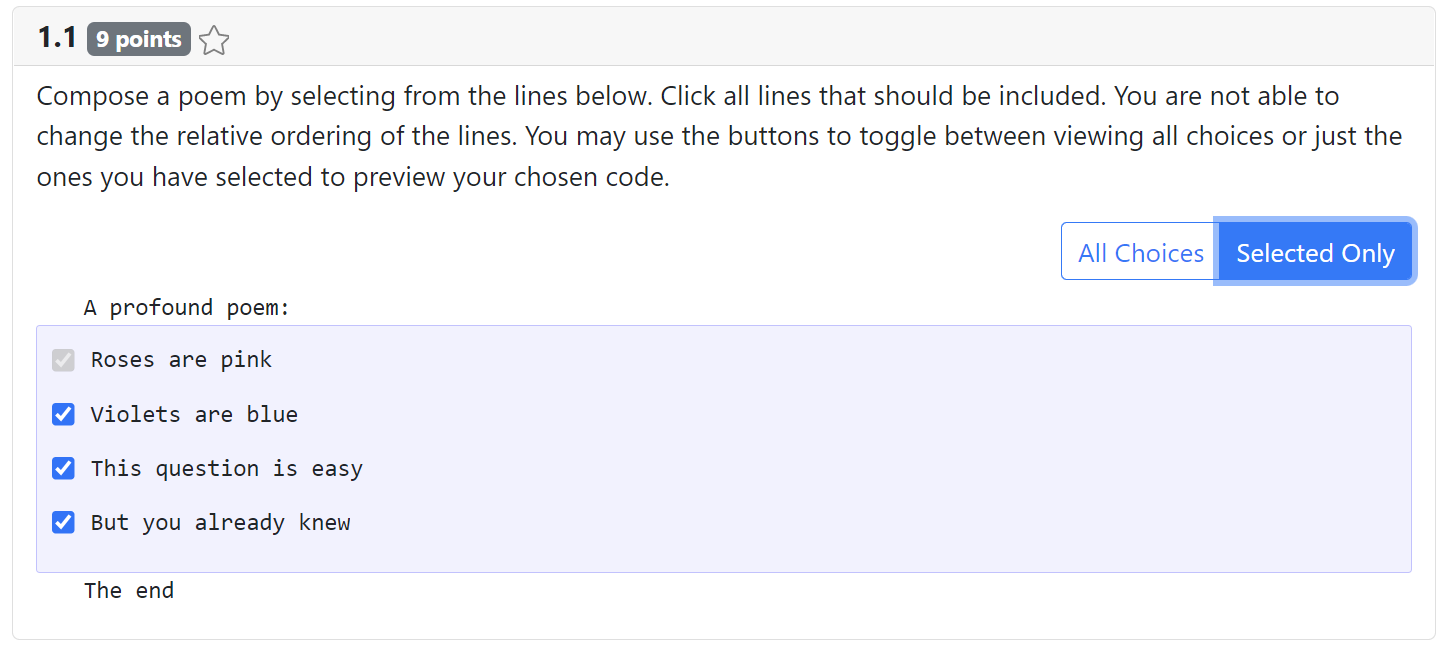 1.1 9 points
Compose a poem by selecting from the lines below. Click all lines that should be included. You are not able to
change the relative ordering of the lines. You may use the buttons to toggle between viewing all choices or just the
ones you have selected to preview your chosen code.
All Choices Selected Only
A profound poem:
Roses are pink
Violets are blue
This question is easy
But you already knew
The end